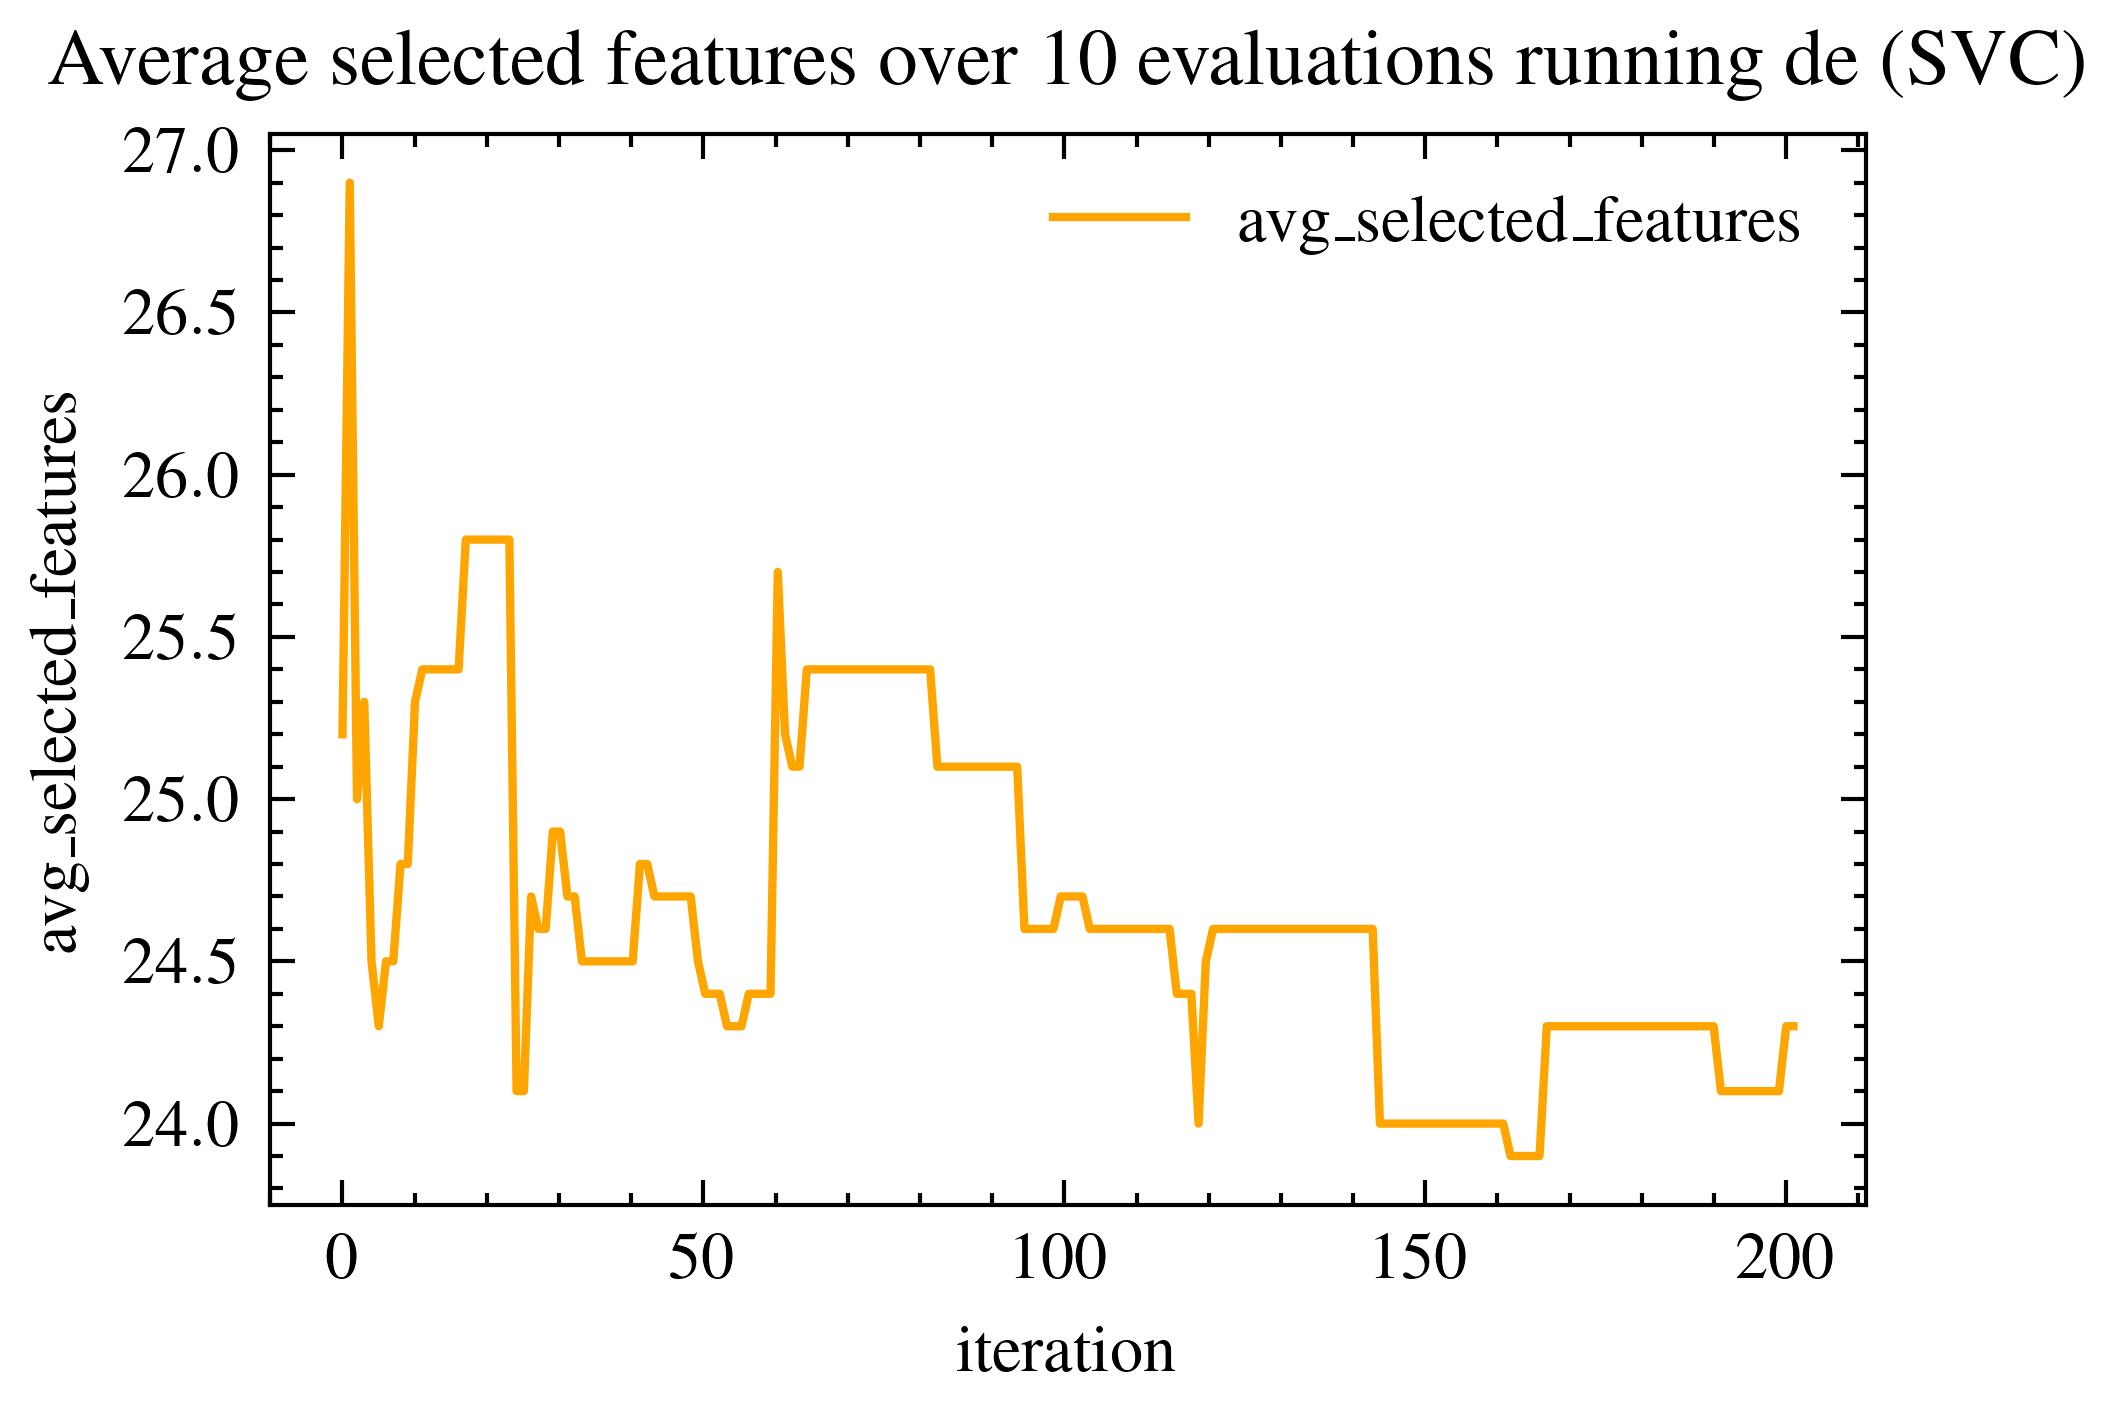 Average selected features over 10 evaluations running de (SVC)
avg_selected_features
27.0
26.5
26.0
25.5
25.0
24.5
24.0
avg_selected_features
0 50 100 150 200
iteration